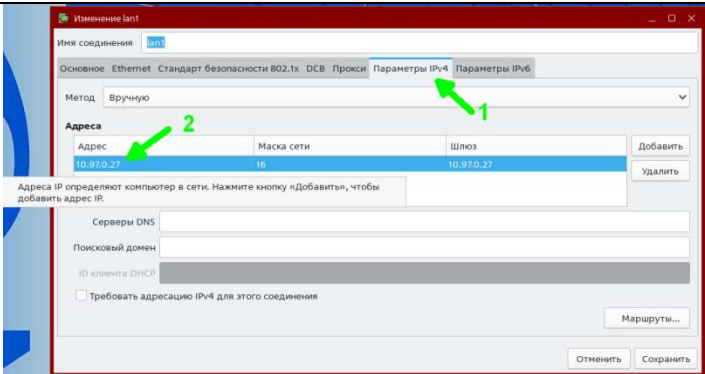 Изменение lan1
Имя соединения lan1
Основное Ethernet Стандарт безопасности 802.1x DCB Прокси Параметры IPv4 Параметры IPv6
1
Метод Вручную
2
Адреса
Адрес Маска сети Шлюз
Добавить
10.97.0.27 16 10.97.0.27
Удалить
Адреса IP определяют компьютер в сети. Нажмите кнопку «Добавить», чтобы
добавить адрес IP.
Серверы DNS
Поисковый домен
ID клиента DHCP
Требовать адресацию IPv4 для этого соединения
Маршруты...
Отменить Сохранить